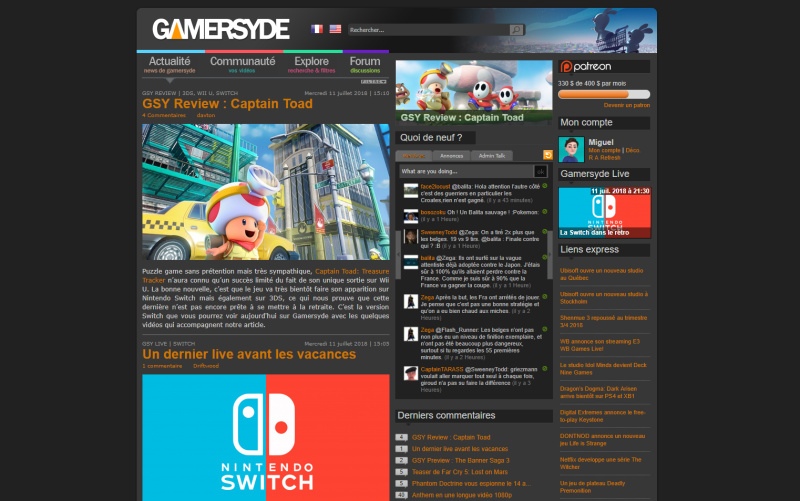 GAMERSYDE
Rechercher...
Actualité
news de gamersyde
Communauté
vos vidéos
Explore
recherche & filtres
Forum
discussions
GSY REVIEW | 3DS, WII U, SWITCH
Mercredi 11 juillet 2018 | 15:10
GSY Review : Captain Toad
4 Commentaires
davton
Puzzle game sans prétention mais très sympathique, Captain Toad: Treasure
Tracker n'aura connu qu'un succès limité du fait de son unique sortie sur Wii
U. La bonne nouvelle, c'est que le jeu va très bientôt faire son apparition sur
Nintendo Switch mais également sur 3DS, ce qui nous prouve que cette
dernière n'est pas encore prête à se mettre à la retraite. C'est la version
Switch que vous pourrez voir aujourd'hui sur Gamersyde avec les quelques
vidéos qui accompagnent notre article.
GSY LIVE | SWITCH
Mercredi 11 juillet 2018 | 15:03
Un dernier live avant les vacances
1 commentaire
Driftwood
NINTENDO
SWITCH
GSY Review : Captain Toad
Quoi de neuf ?
Annonces
Admin Talk
What are you doing...
ok
face2bouat @balita: Hola attention l'autre côté
c'est des guerriers en particulier les
Croates,rien n'est gagné. (il y a 43 minutes)
bosscoku Oh ! Un Balita sauvage ! Pokemon.
(il y a 1 Heure)
SweeneyTodd @Zega: On a tiré 2x plus que
les belges. 19 vs 9 tirs. @balita : Finale contre
qui ? :B (il y a 1 Heure)
balita @Zega: Ils ont surfé sur la vague
attentiste déjà adoptée contre le Japon. J'étais
sûr à 100% qu'ils allaient perdre contre la
France. Comme je suis sûr à 90% que la
France va gagner la coupe. (il y a 1 Heure)
Zega Après la but, les Fra ont arrêtés de jouer.
Je pense que c'est pas une bonne stratégie et
qu'on a eu bien chaud aux miches. (il y a 2
Heures)
Zega @Flash_Runner: Les belges n'ont pas
non plus eu un niveau de finition exemplaire, et
n'ont pas été beaucoup plus dangereux,
surtout si tu regardes les 55 premières
minutes. (il y a 2 Heures)
CaptainTARASS @SweeneyTodd: griezmann
voulait aller marquer tout seul à chaque fois,
giroud n'a pas su faire la différence (il y a 3
Heures)
Derniers commentaires
4 GSY Review : Captain Toad
1 Un dernier live avant les vacances
2 GSY Preview : The Banner Saga 3
5 Teaser de Far Cry 5: Lost on Mars
5 Phantom Doctrine vous espionne le 14 a...
40 Anthem en une longue vidéo 1080p
patreon
330 $ de 400 $ par mois
Devenir un patron
Mon compte
Miguel
Mon compte | Déco
R A Refresh
Gamersyde Live
11 juil. 2018 à 21:30
La Switch dans le rétro
Liens express
Ubisoft ouvre un nouveau studio
au Québec
Ubisoft ouvre un nouveau studio à
Stockholm
Shenmue 3 repoussé au trimestre
3/4 2019
WB annonce son streaming E3
WB Games Live!
Le studio Idol Minds devient Deck
Nine Games
Dragon's Dogma: Dark Arisen
arrive bientôt sur PS4 et XB1
Digital Extremes annonce le free-
to-play Keystone
DONTNOD annonce un nouveau
jeu Life is Strange
Netflix développe une série The
Witcher
Un jeu de plateau Deadly
Premonition